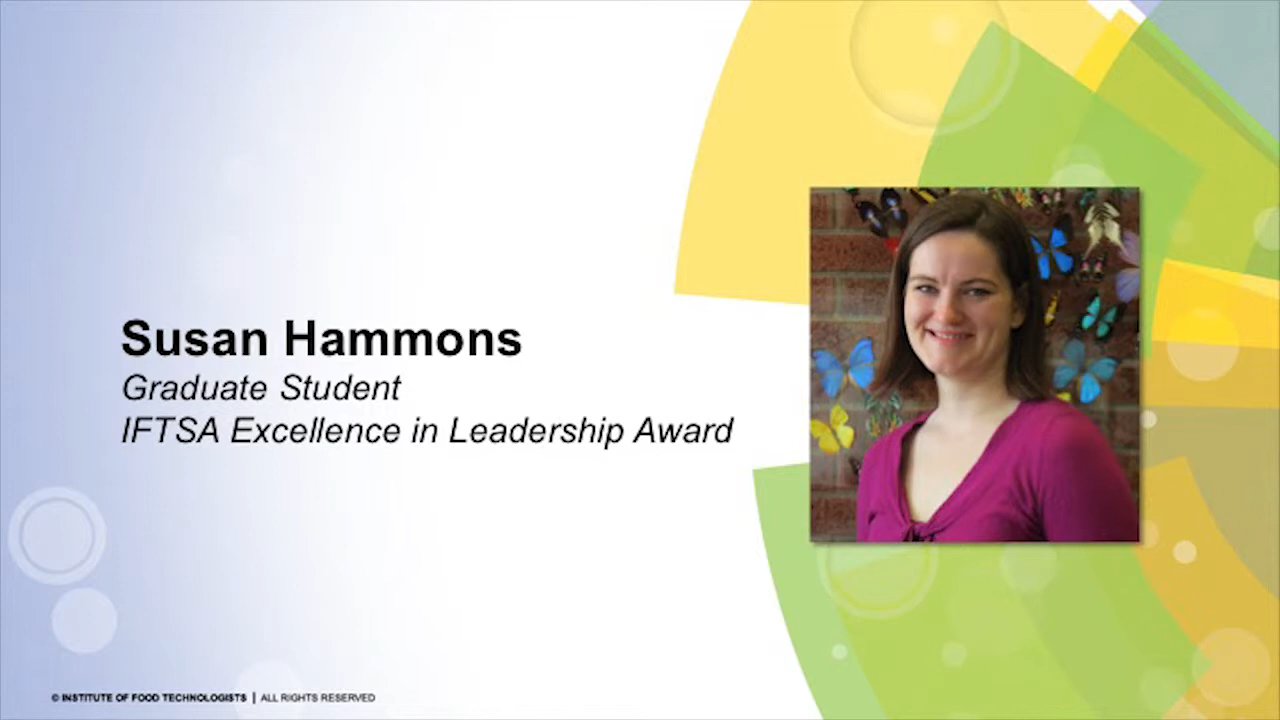 Susan Hammons
Graduate Student
IFTSA Excellence in Leadership Award
© INSTITUTE OF FOOD TECHNOLOGISTS | ALL RIGHTS RESERVED